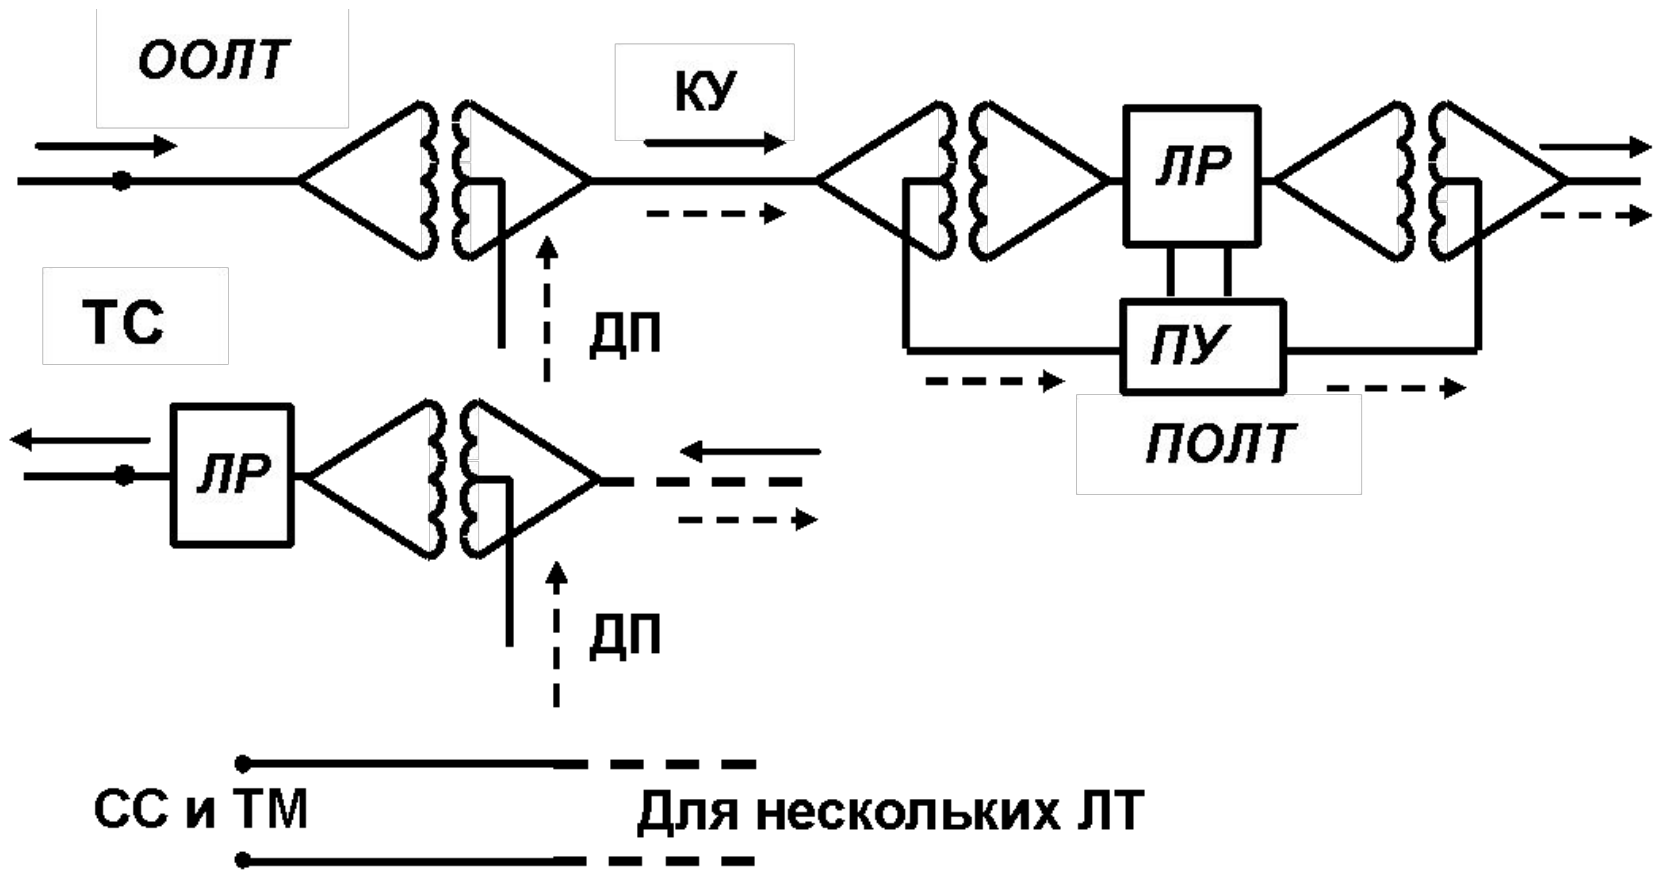 ООЛТ
КУ
ЛР
ТС
ДП
ПУ
ПОЛТ
ЛР
ДП
СС и ТМ
Для нескольких ЛТ